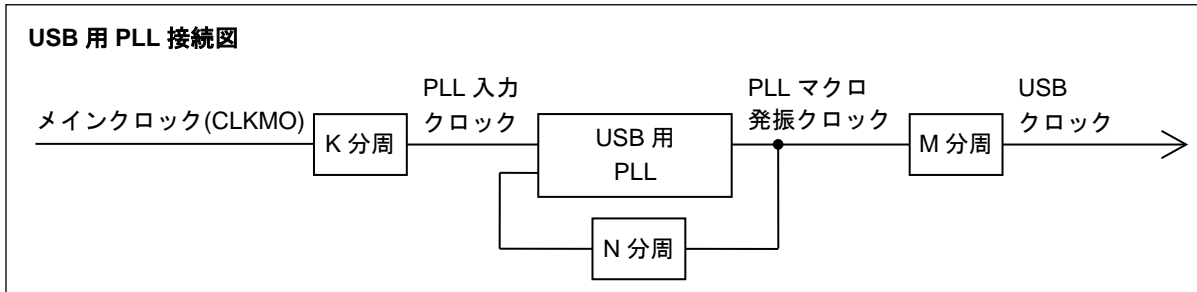 USB 用 PLL 接続図
メインクロック(CLKMO)
K 分周
PLL 入力
クロック
USB 用
PLL
PLL マクロ
発振クロック
M 分周
USB
クロック
N 分周